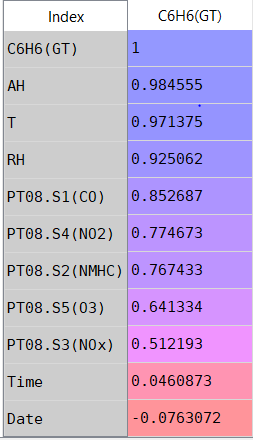 Index C6H6(GT)
C6H6(GT) 1
AH 0.984555
T 0.971375
RH 0.925062
PT08.S1(CO) 0.852687
PT08.S4(NO2) 0.774673
PT08.S2(NMHC) 0.767433
PT08.S5(O3) 0.641334
PT08.S3(NOx) 0.512193
Time 0.0460873
Date -0.0763072